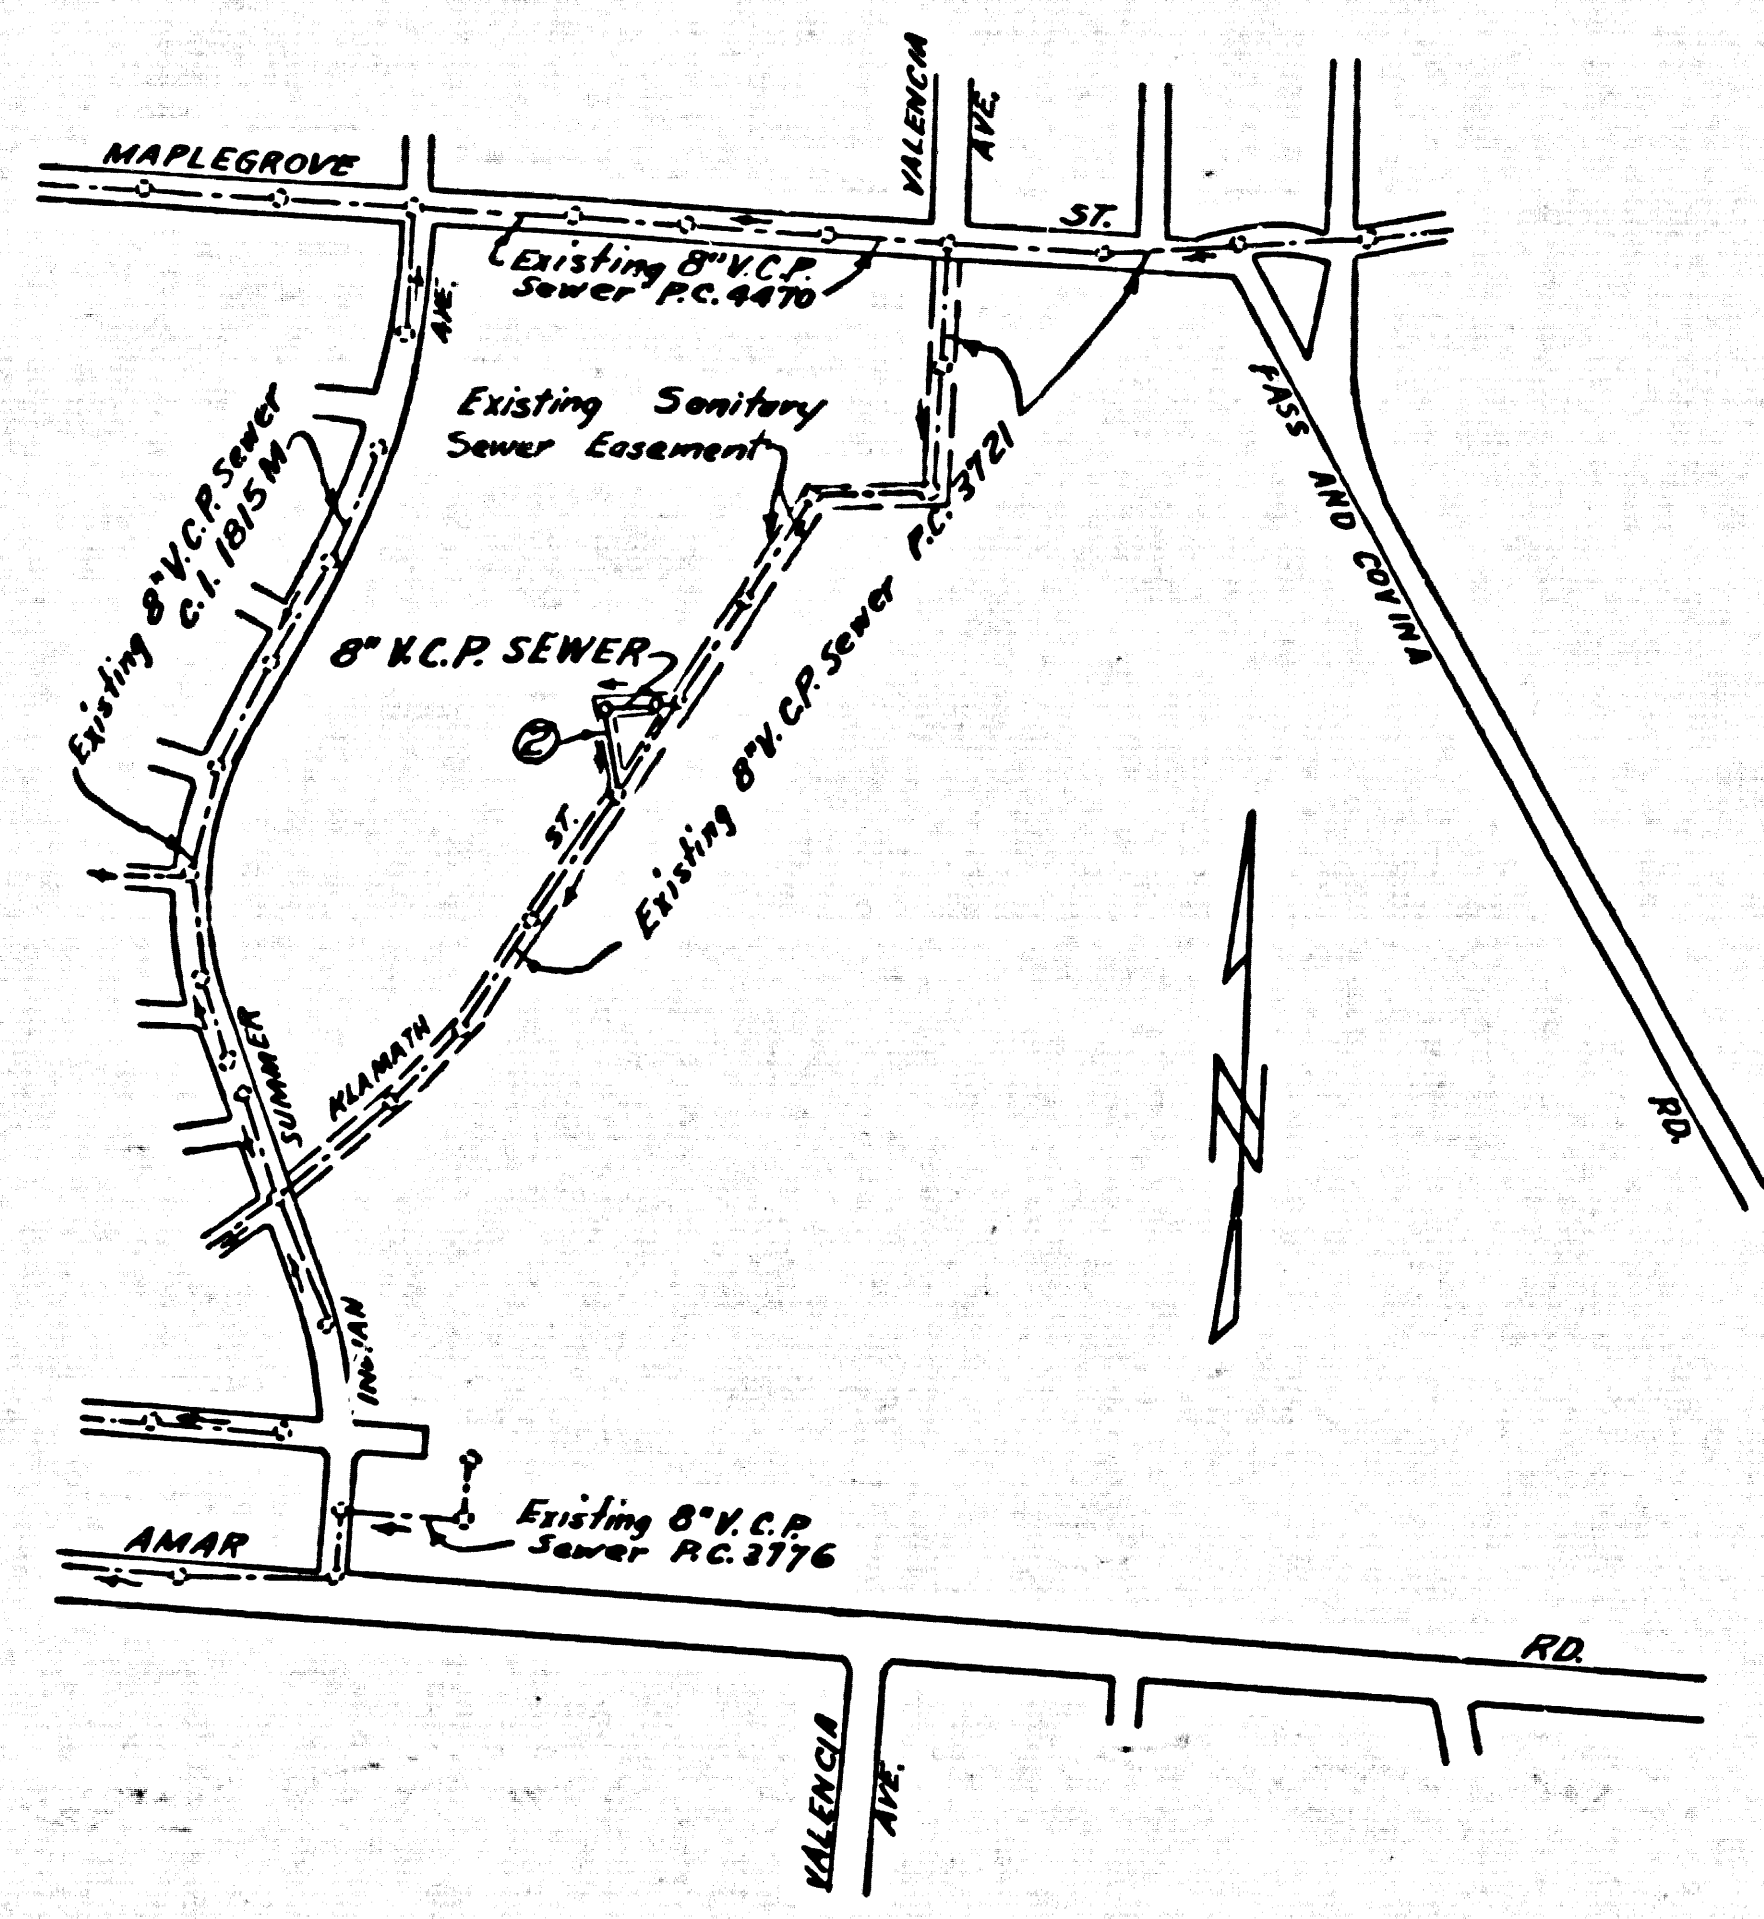 VALENCIA
AVE.
MAPLEGROVE
ST.
Existing 8" V.C.P.
Sewer P.C. 4470
AVE.
Existing Sanitary
Sewer Easement
FASS AND COVINA
RD.
Existing 8" V.C.P. Sewer
C.I. 1815 M
8" V.C.P. SEWER
2
Existing 8" V.C.P. Sewer P.C. 3721
ST.
KLAMATH
SUMMER
N
INDIAN
Existing 8" V.C.P.
Sewer P.C. 3776
AMAR
RD.
VALENCIA
AVE.